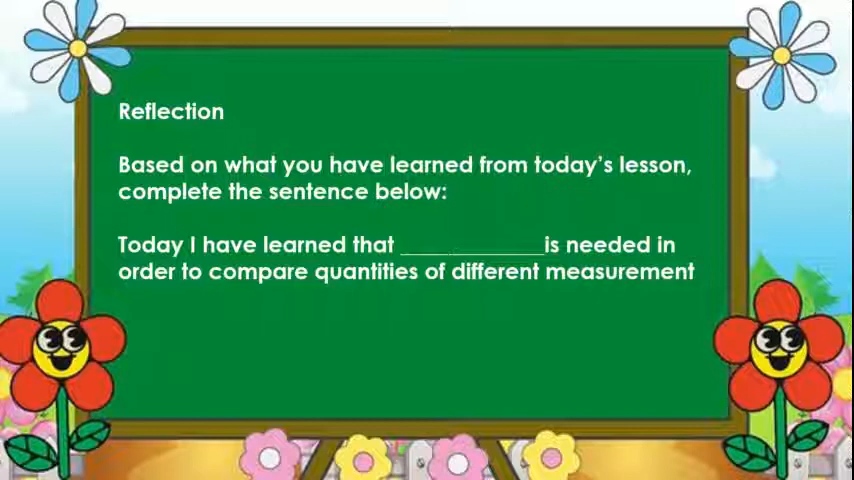 Reflection
Based on what you have learned from today's lesson,
complete the sentence below:
Today I have learned that _____________is needed in
order to compare quantities of different measurement